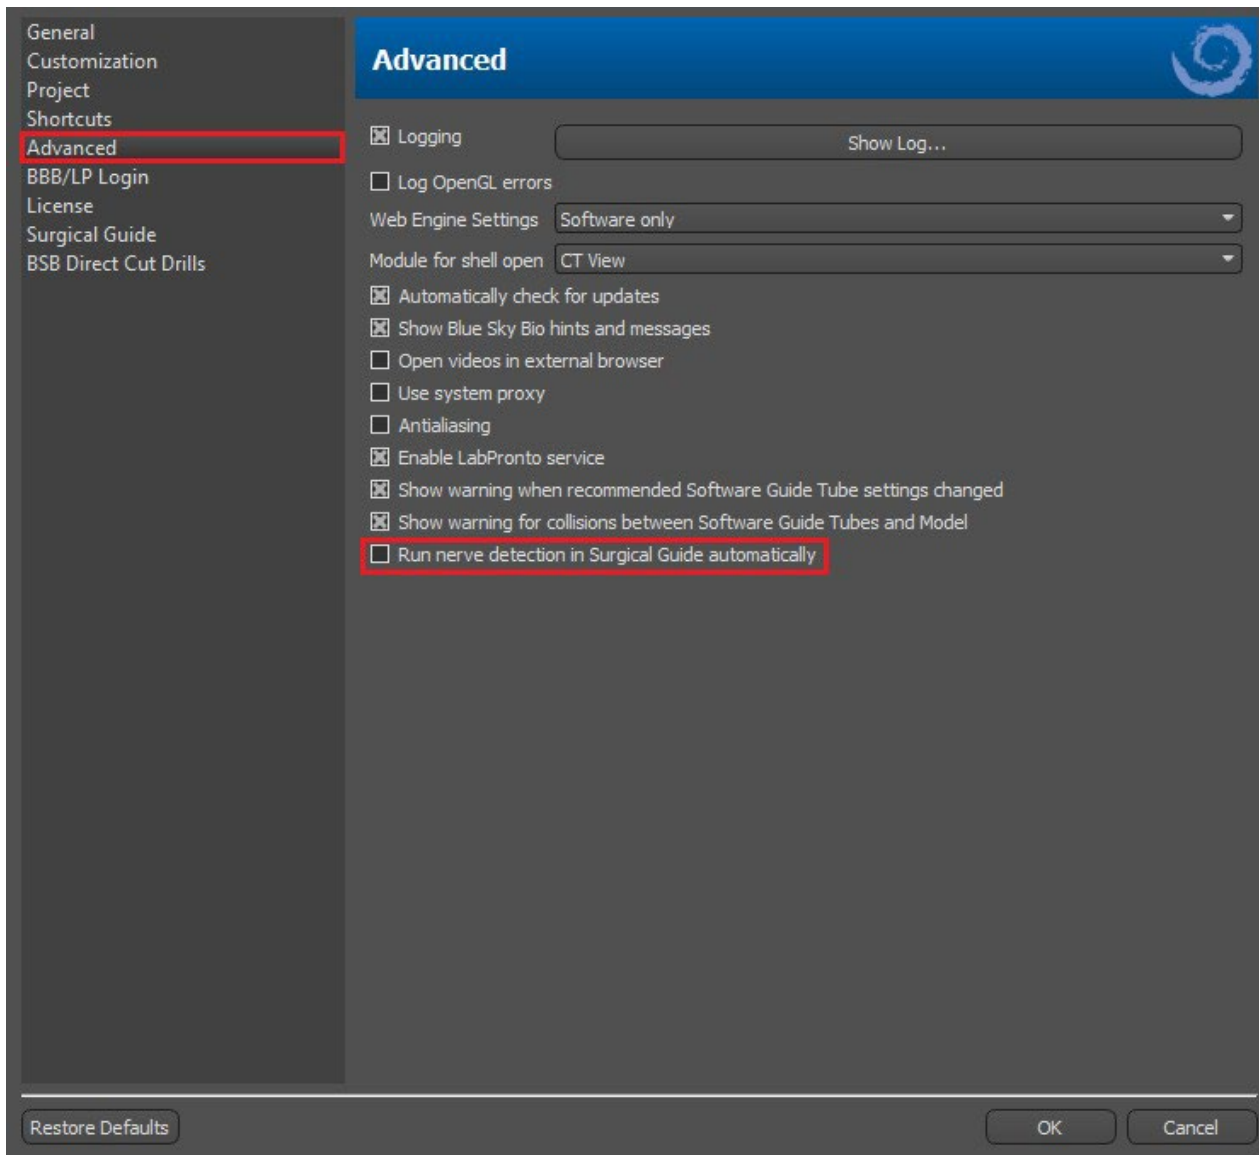 General
Customization
Project
Shortcuts
Advanced
BBB/LP Login
License
Surgical Guide
BSB Direct Cut Drills
Advanced
Logging
Show Log...
Log OpenGL errors
Web Engine Settings Software only
Module for shell open CT View
Automatically check for updates
Show Blue Sky Bio hints and messages
Open videos in external browser
Use system proxy
Antialiasing
Enable LabPronto service
Show warning when recommended Software Guide Tube settings changed
Show warning for collisions between Software Guide Tubes and Model
Run nerve detection in Surgical Guide automatically
Restore Defaults
OK
Cancel